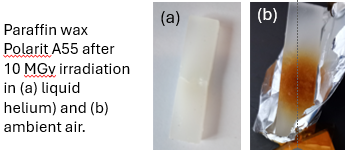 Paraffin wax
Polarit A55 after
10 MGy irradiation
in (a) liquid
helium) and (b)
ambient air.
(a)
(b)